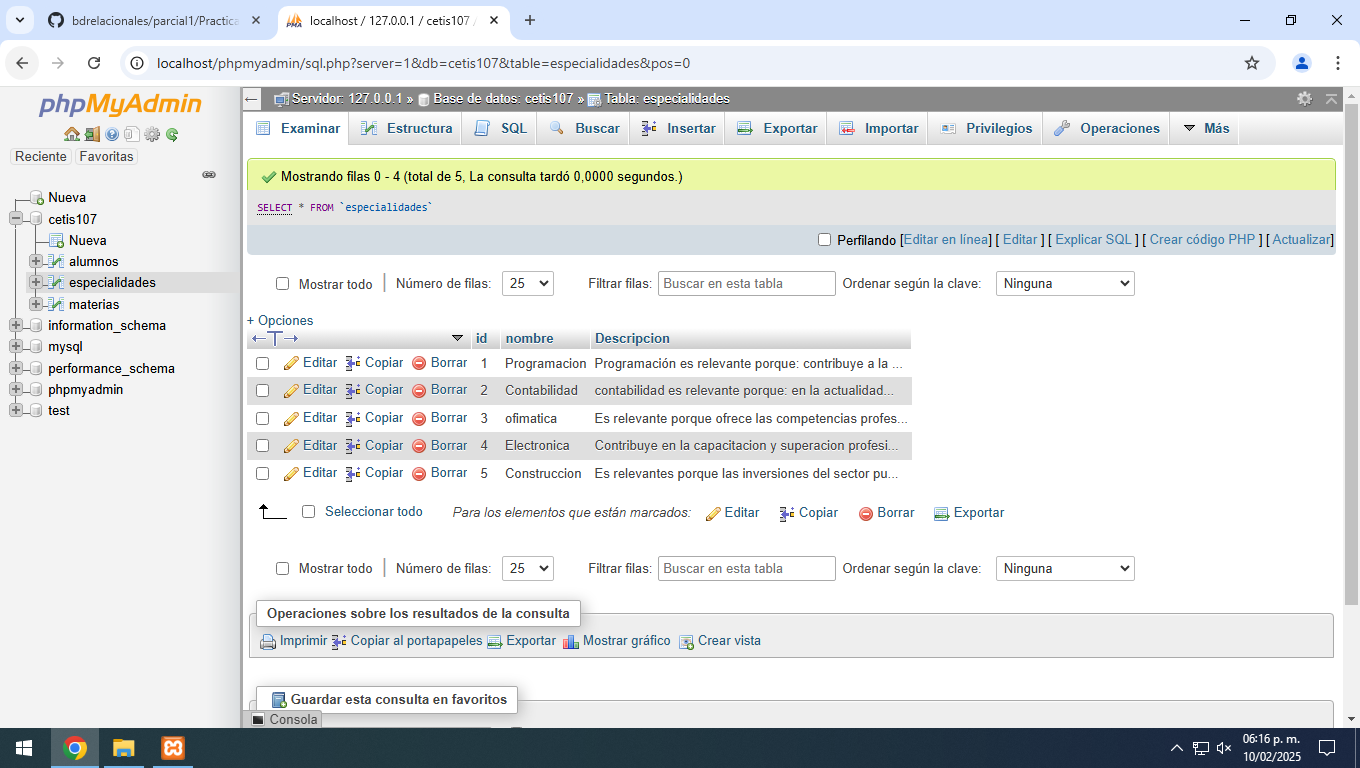 bdrelacionales/parcial1/Practica
localhost / 127.0.0.1 / cetis107 /
localhost/phpmyadmin/sql.php?server=1&db=cetis107&table=especialidades&pos=0
phpMyAdmin
Reciente Favoritas
Nueva
cetis107
Nueva
alumnos
especialidades
materias
information_schema
mysql
performance_schema
phpmyadmin
test
Servidor: 127.0.0.1 » Base de datos: cetis107 » Tabla: especialidades
Examinar Estructura SQL Buscar Insertar Exportar Importar Privilegios Operaciones Más
Mostrando filas 0 - 4 (total de 5, La consulta tardó 0,0000 segundos.)
SELECT * FROM `especialidades`
Perfilando [Editar en línea] [ Editar ] [ Explicar SQL ] [ Crear código PHP ] [ Actualizar]
Mostrar todo | Número de filas: 25 Filtrar filas: Buscar en esta tabla Ordenar según la clave: Ninguna
+ Opciones
←T→ id nombre Descripcion
Editar Copiar Borrar 1 Programacion Programación es relevante porque: contribuye a la ...
Editar Copiar Borrar 2 Contabilidad contabilidad es relevante porque: en la actualidad...
Editar Copiar Borrar 3 ofimatica Es relevante porque ofrece las competencias profes...
Editar Copiar Borrar 4 Electronica Contribuye en la capacitacion y superacion profesi...
Editar Copiar Borrar 5 Construccion Es relevantes porque las inversiones del sector pu...
Seleccionar todo Para los elementos que están marcados: Editar Copiar Borrar Exportar
Mostrar todo | Número de filas: 25 Filtrar filas: Buscar en esta tabla Ordenar según la clave: Ninguna
Operaciones sobre los resultados de la consulta
Imprimir Copiar al portapapeles Exportar Mostrar gráfico Crear vista
Guardar esta consulta en favoritos
Consola
06:16 p. m.
10/02/2025